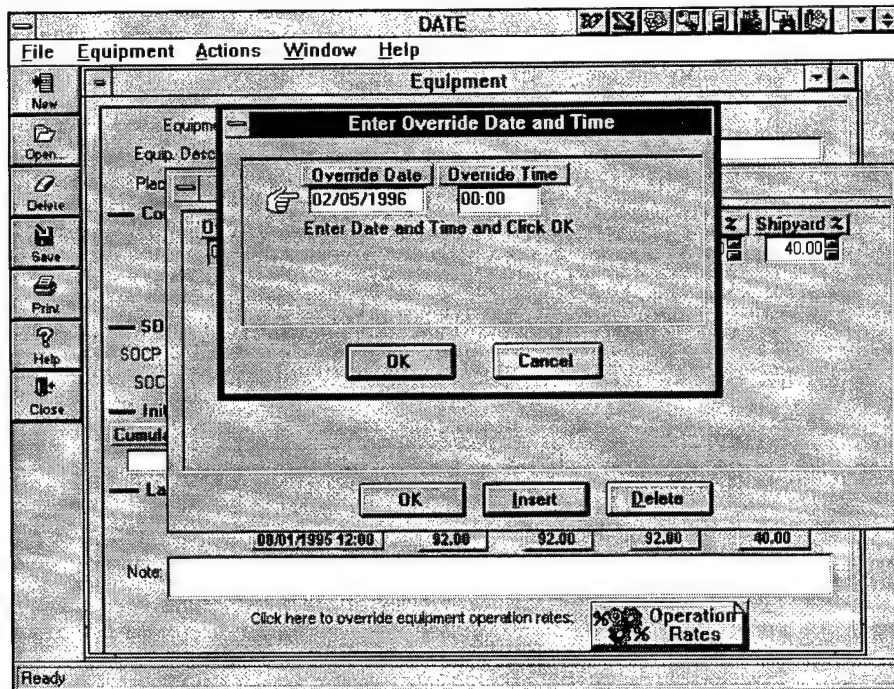 DATE
File Equipment Actions Window Help
New
Open...
Delete
Save
Print
Help
Close
Equipment
Equip. Desc
Enter Override Date and Time
Override Date Override Time
02/05/1996 00:00
Enter Date and Time and Click OK
OK Cancel
% Shipyard %
40.00
SOCP
Cumula
OK Insert Delete
08/01/1995 12:00 92.00 92.00 92.00 40.00
Note:
Click here to override equipment operation rates: Operation Rates
Ready